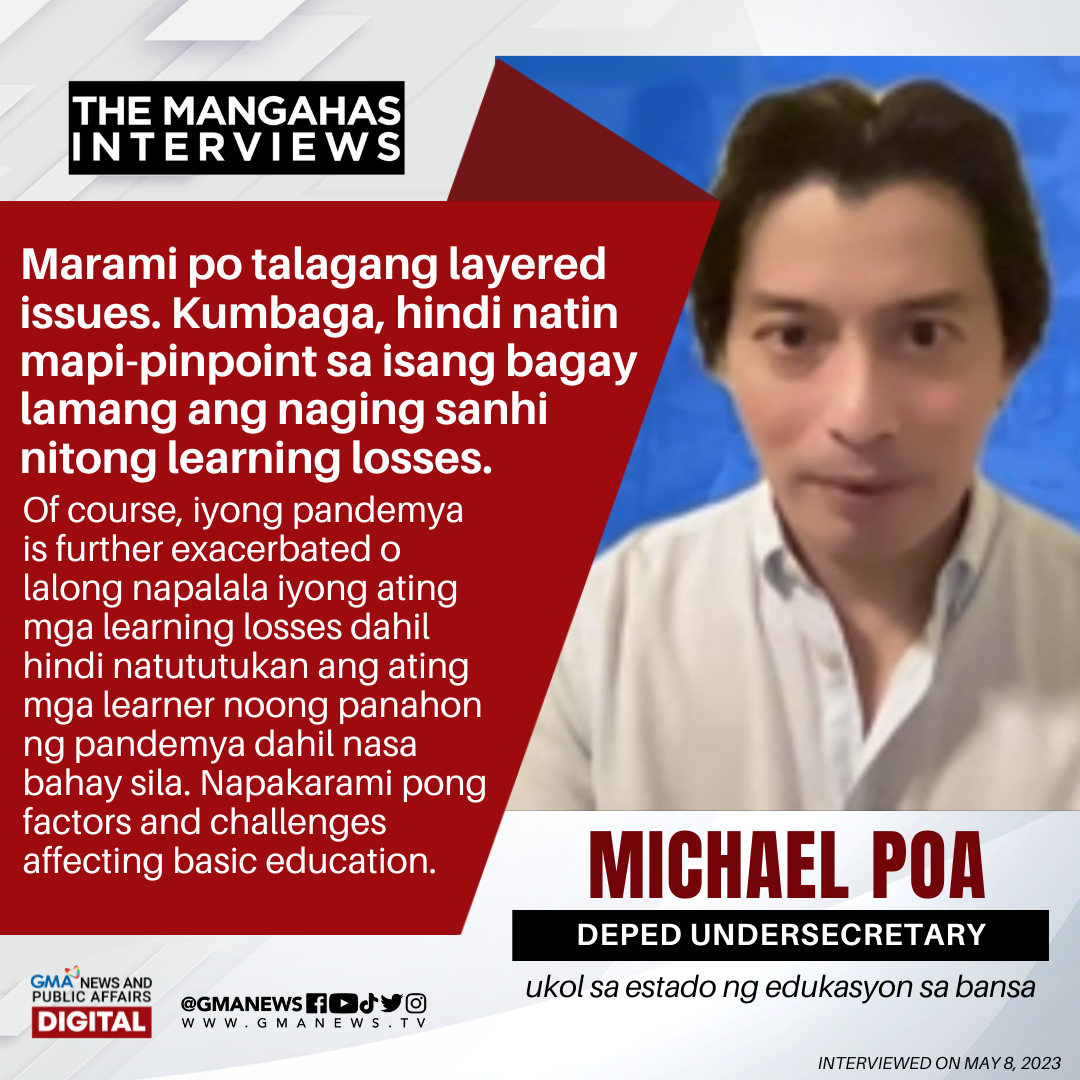 THE MANGAHAS
INTERVIEWS
Marami po talagang layered
issues. Kumbaga, hindi natin
mapi-pinpoint sa isang bagay
lamang ang naging sanhi
nitong learning losses.
Of course, iyong pandemya
is further exacerbated o
lalong napalala iyong ating
mga learning losses dahil
hindi natututukan ang ating
mga learner noong panahon
ng pandemya dahil nasa
bahay sila. Napakarami pong
factors and challenges
affecting basic education.
MICHAEL POA
DEPED UNDERSECRETARY
ukol sa estado ng edukasyon sa bansa
GMA NEWS AND
PUBLIC AFFAIRS
DIGITAL
@GMANEWS
WWW.GMANEWS.TV
INTERVIEWED ON MAY 8, 2023